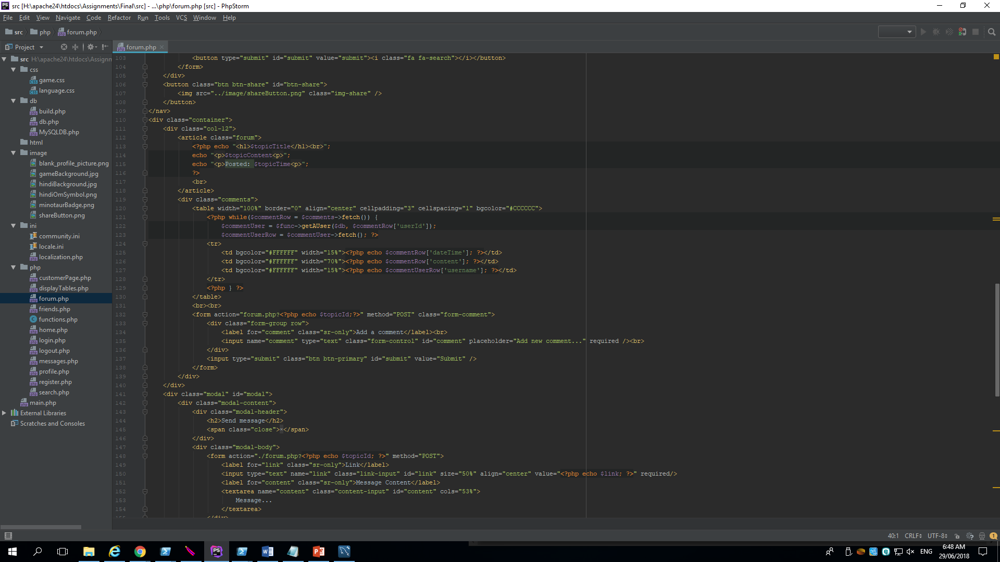 src [H:\apache24\htdocs\Assignments\Final\src] - ...\php\forum.php [src] - PhpStorm
File Edit View Navigate Code Refactor Run Tools VCS Window Help
src php forum.php
Project
forum.php
src H:\apache24\htdocs\Assignm
css
game.css
language.css
db
build.php
db.php
MySQLDB.php
html
image
blank_profile_picture.png
gameBackground.jpg
hindiBackground.jpg
hindiOmSymbol.png
minotaurBadge.png
shareButton.png
ini
community.ini
locale.ini
localization.php
php
customerPage.php
displayTables.php
forum.php
friends.php
functions.php
home.php
login.php
logout.php
messages.php
profile.php
register.php
search.php
main.php
External Libraries
Scratches and Consoles
103 <button type="submit" id="submit" value="submit"><i class="fa fa-search"></i></button>
104 </form>
105 </div>
106 <button class="btn btn-share" id="btn-share">
107 <img src="../image/shareButton.png" class="img-share" />
108 </button>
109 </nav>
110 <div class="container">
111 <div class="col-12">
112 <article class="forum">
113 <?php echo "<h1>$topicTitle</h1><br>";
114 echo "<p>$topicContent<p>";
115 echo "<p>Posted: $topicTime<p>";
116 ?>
117 <br>
118 </article>
119 <div class="comments">
120 <table width="100%" border="0" align="center" cellpadding="3" cellspacing="1" bgcolor="#CCCCCC">
121 <?php while($commentRow = $comments->fetch()) {
122 $commentUser = $func->getAUser($db, $commentRow['userId']);
123 $commentUserRow = $commentUser->fetch(); ?>
124 <tr>
125 <td bgcolor="#FFFFFF" width="15%"><?php echo $commentRow['dateTime']; ?></td>
126 <td bgcolor="#FFFFFF" width="70%"><?php echo $commentRow['content']; ?></td>
127 <td bgcolor="#FFFFFF" width="15%"><?php echo $commentUserRow['username']; ?></td>
128 </tr>
129 <?php } ?>
130 </table>
131 <br><br>
132 <form action="forum.php?<?php echo $topicId;?>" method="POST" class="form-comment">
133 <div class="form-group row">
134 <label for="comment" class="sr-only">Add a comment</label><br>
135 <input name="comment" type="text" class="form-control" id="comment" placeholder="Add new comment..." required /><br>
136 </div>
137 <input type="submit" class="btn btn-primary" id="submit" value="Submit" />
138 </form>
139 </div>
140 </div>
141 <div class="modal" id="modal">
142 <div class="modal-content">
143 <div class="modal-header">
144 <h2>Send message</h2>
145 <span class="close">×</span>
146 </div>
147 <div class="modal-body">
148 <form action="./forum.php?<?php echo $topicId; ?>" method="POST">
149 <label for="link" class="sr-only">Link</label>
150 <input type="text" name="link" class="link-input" id="link" size="50%" align="center" value="<?php echo $link; ?>" required/>
151 <label for="content" class="sr-only">Message Content</label>
152 <textarea name="content" class="content-input" id="content" cols="53%">
153 Message...
154 </textarea>
155 </div>
40:1 CRLF UTF-8
ENG
6:48 AM
29/06/2018